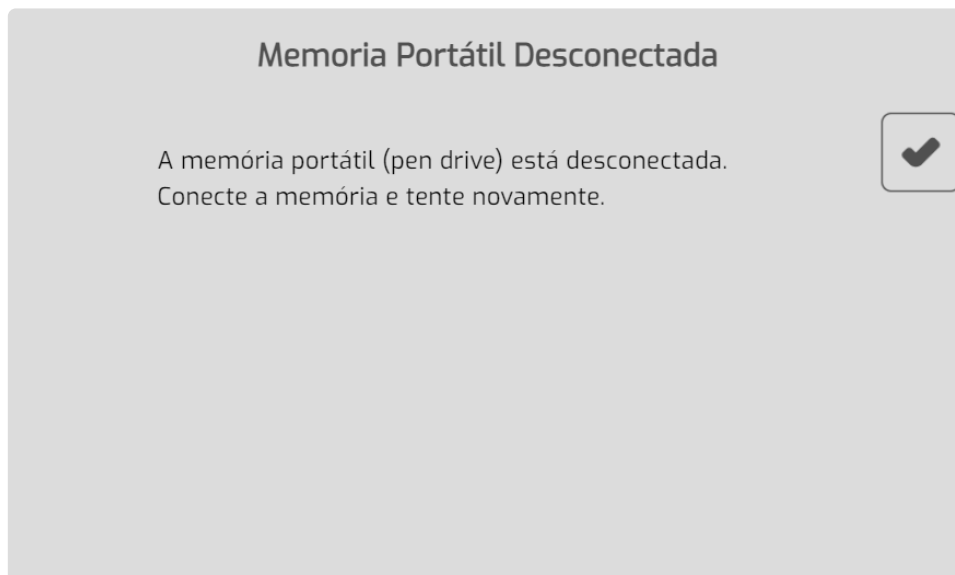 Memoria Portátil Desconectada
A memória portátil (pen drive) está desconectada.
Conecte a memória e tente novamente.